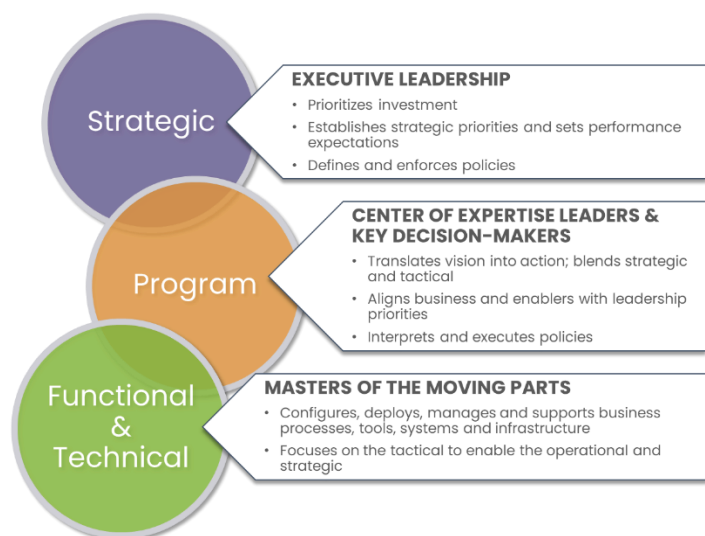 Strategic
EXECUTIVE LEADERSHIP
• Prioritizes investment
• Establishes strategic priorities and sets performance
expectations
• Defines and enforces policies
Program
CENTER OF EXPERTISE LEADERS &
KEY DECISION-MAKERS
• Translates vision into action; blends strategic
and tactical
• Aligns business and enablers with leadership
priorities
• Interprets and executes policies
Functional
&
Technical
MASTERS OF THE MOVING PARTS
• Configures, deploys, manages and supports business
processes, tools, systems and infrastructure
• Focuses on the tactical to enable the operational and
strategic